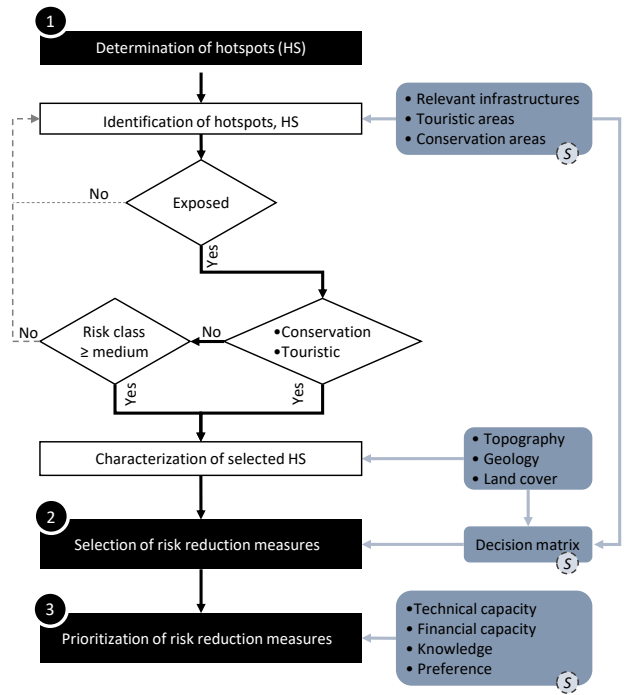 1
Determination of hotspots (HS)
Identification of hotspots, HS
• Relevant infrastructures
• Touristic areas
• Conservation areas
S
No
Exposed
Yes
No
Risk class
≥ medium
No
•Conservation
•Touristic
Yes
Yes
Characterization of selected HS
• Topography
• Geology
• Land cover
2
Selection of risk reduction measures
Decision matrix
S
3
Prioritization of risk reduction measures
•Technical capacity
• Financial capacity
• Knowledge
• Preference
S